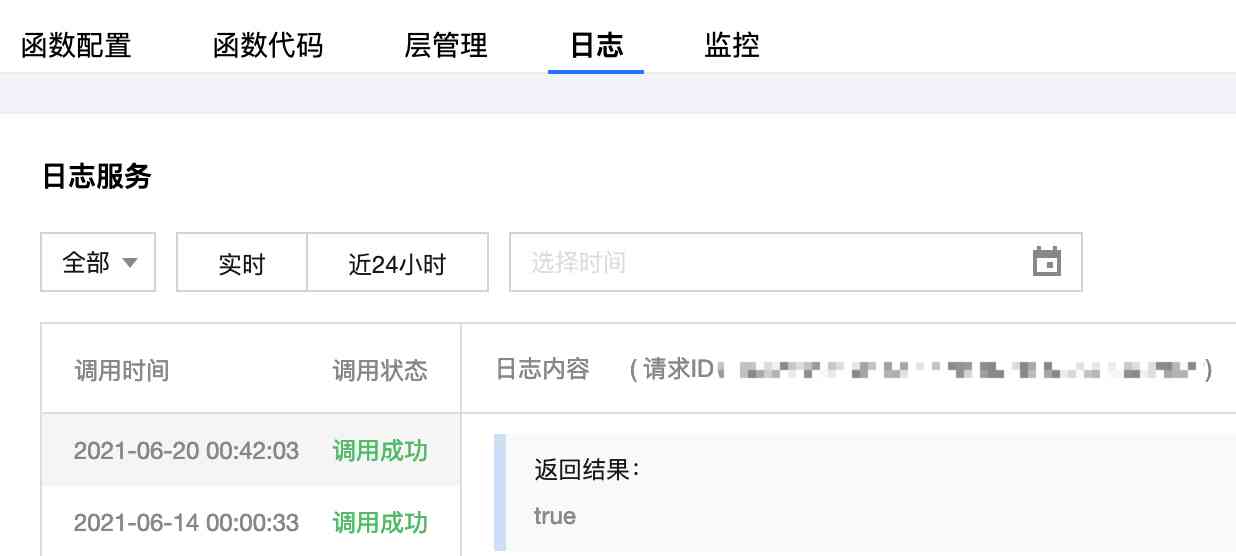 函数配置 函数代码 层管理 日志 监控
日志服务
全部 实时 近24小时 选择时间
调用时间 调用状态 日志内容 (请求ID )
2021-06-20 00:42:03 调用成功
返回结果：
2021-06-14 00:00:33 调用成功
true